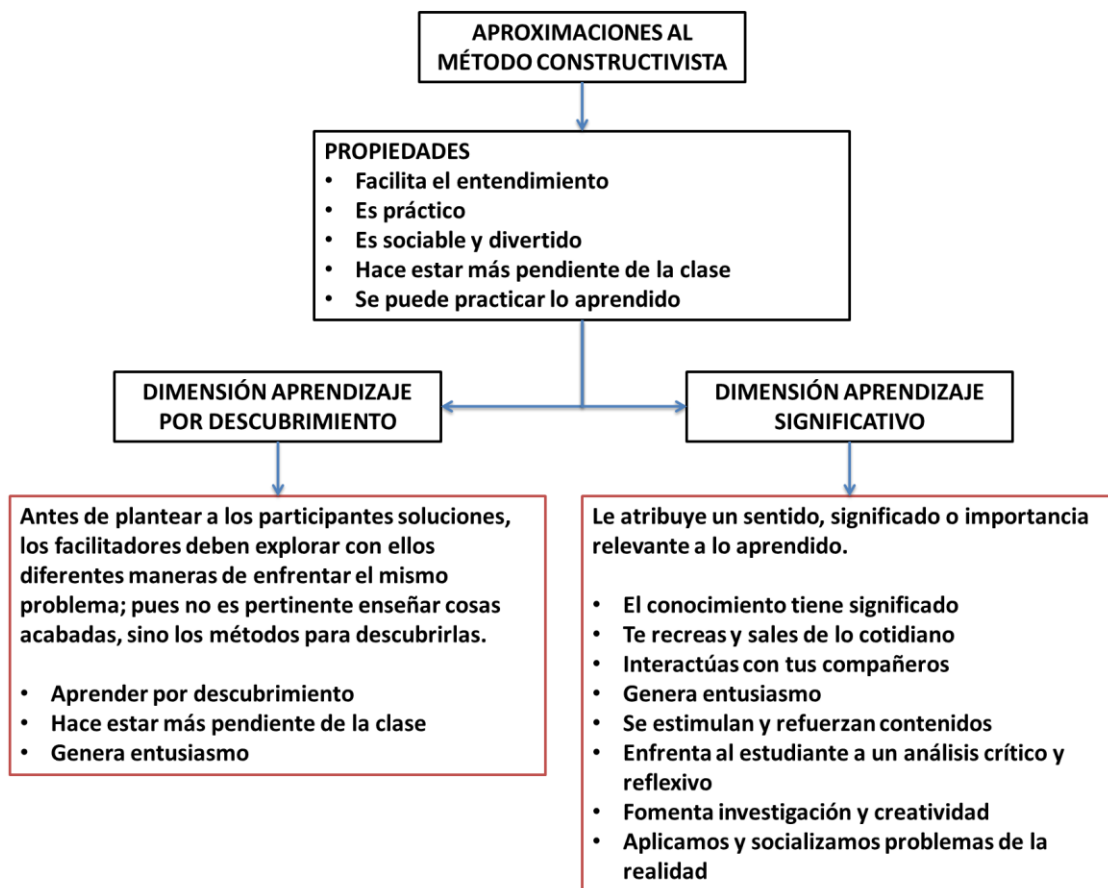 APROXIMACIONES AL
MÉTODO CONSTRUCTIVISTA
PROPIEDADES
• Facilita el entendimiento
• Es práctico
• Es sociable y divertido
• Hace estar más pendiente de la clase
• Se puede practicar lo aprendido
DIMENSIÓN APRENDIZAJE
POR DESCUBRIMIENTO
DIMENSIÓN APRENDIZAJE
SIGNIFICATIVO
Antes de plantear a los participantes soluciones,
los facilitadores deben explorar con ellos
diferentes maneras de enfrentar el mismo
problema; pues no es pertinente enseñar cosas
acabadas, sino los métodos para descubrirlas.
• Aprender por descubrimiento
• Hace estar más pendiente de la clase
• Genera entusiasmo
Le atribuye un sentido, significado o importancia
relevante a lo aprendido.
• El conocimiento tiene significado
• Te recreas y sales de lo cotidiano
• Interactúas con tus compañeros
• Genera entusiasmo
• Se estimulan y refuerzan contenidos
• Enfrenta al estudiante a un análisis crítico y
reflexivo
• Fomenta investigación y creatividad
• Aplicamos y socializamos problemas de la
realidad